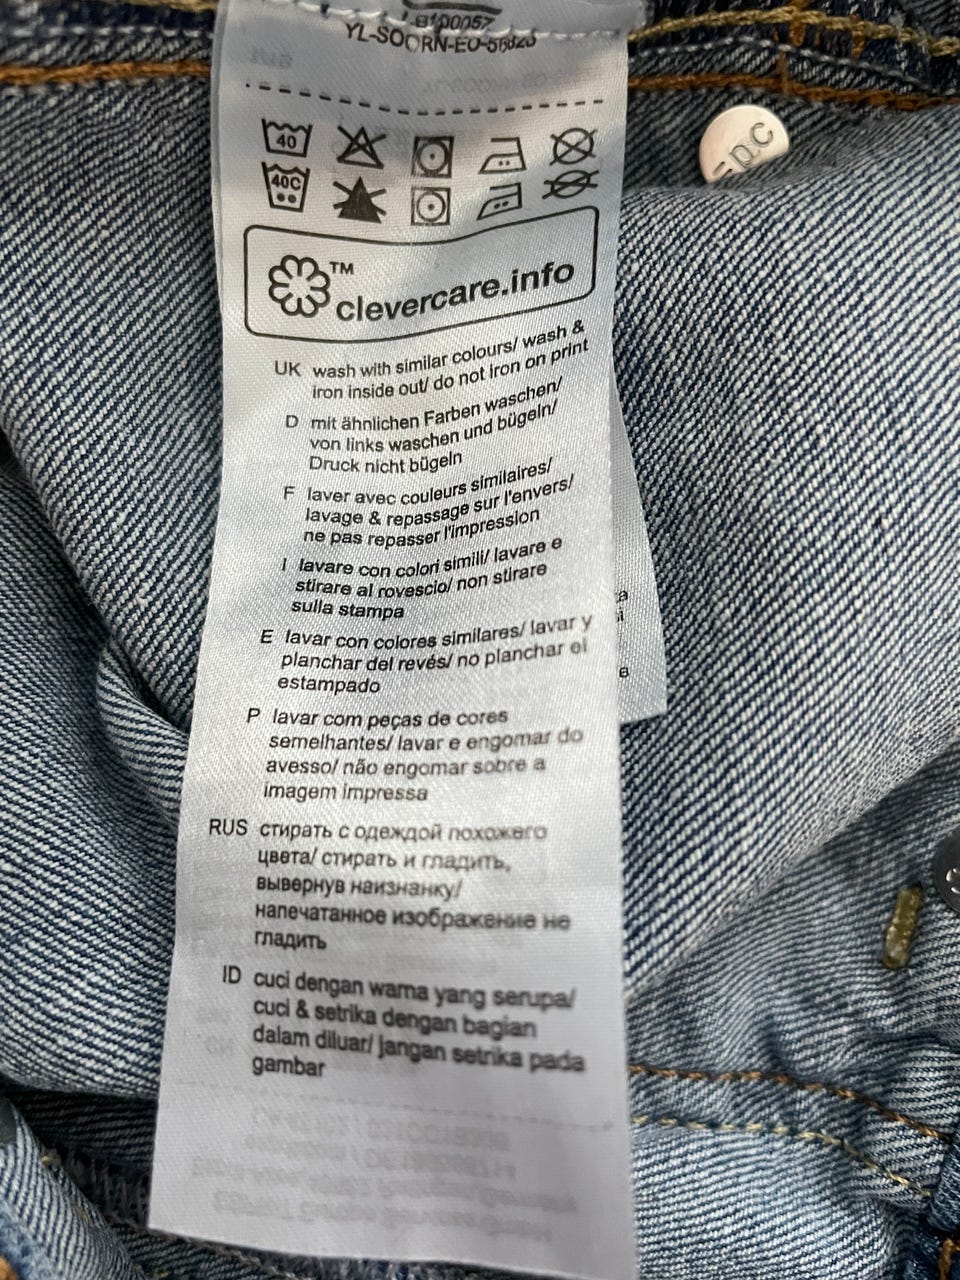 YL-SOORN-EO-56823
40
40C
™
clevercare.info
UK wash with similar colours/ wash &
iron inside out/ do not iron on print
D mit ähnlichen Farben waschen/
von links waschen und bügeln/
Druck nicht bügeln
F laver avec couleurs similaires/
lavage & repassage sur l'envers/
ne pas repasser l'impression
I lavare con colori simili/ lavare e
stirare al rovescio/ non stirare
sulla stampa
E lavar con colores similares/ lavar y
planchar del revés/ no planchar el
estampado
P lavar com peças de cores
semelhantes/ lavar e engomar do
avesso/ não engomar sobre a
imagem impressa
RUS стирать с одеждой похожего
цвета/ стирать и гладить,
вывернув наизнанку/
напечатанное изображение не
гладить
ID cuci dengan warna yang serupa/
cuci & setrika dengan bagian
dalam diluar/ jangan setrika pada
gambar